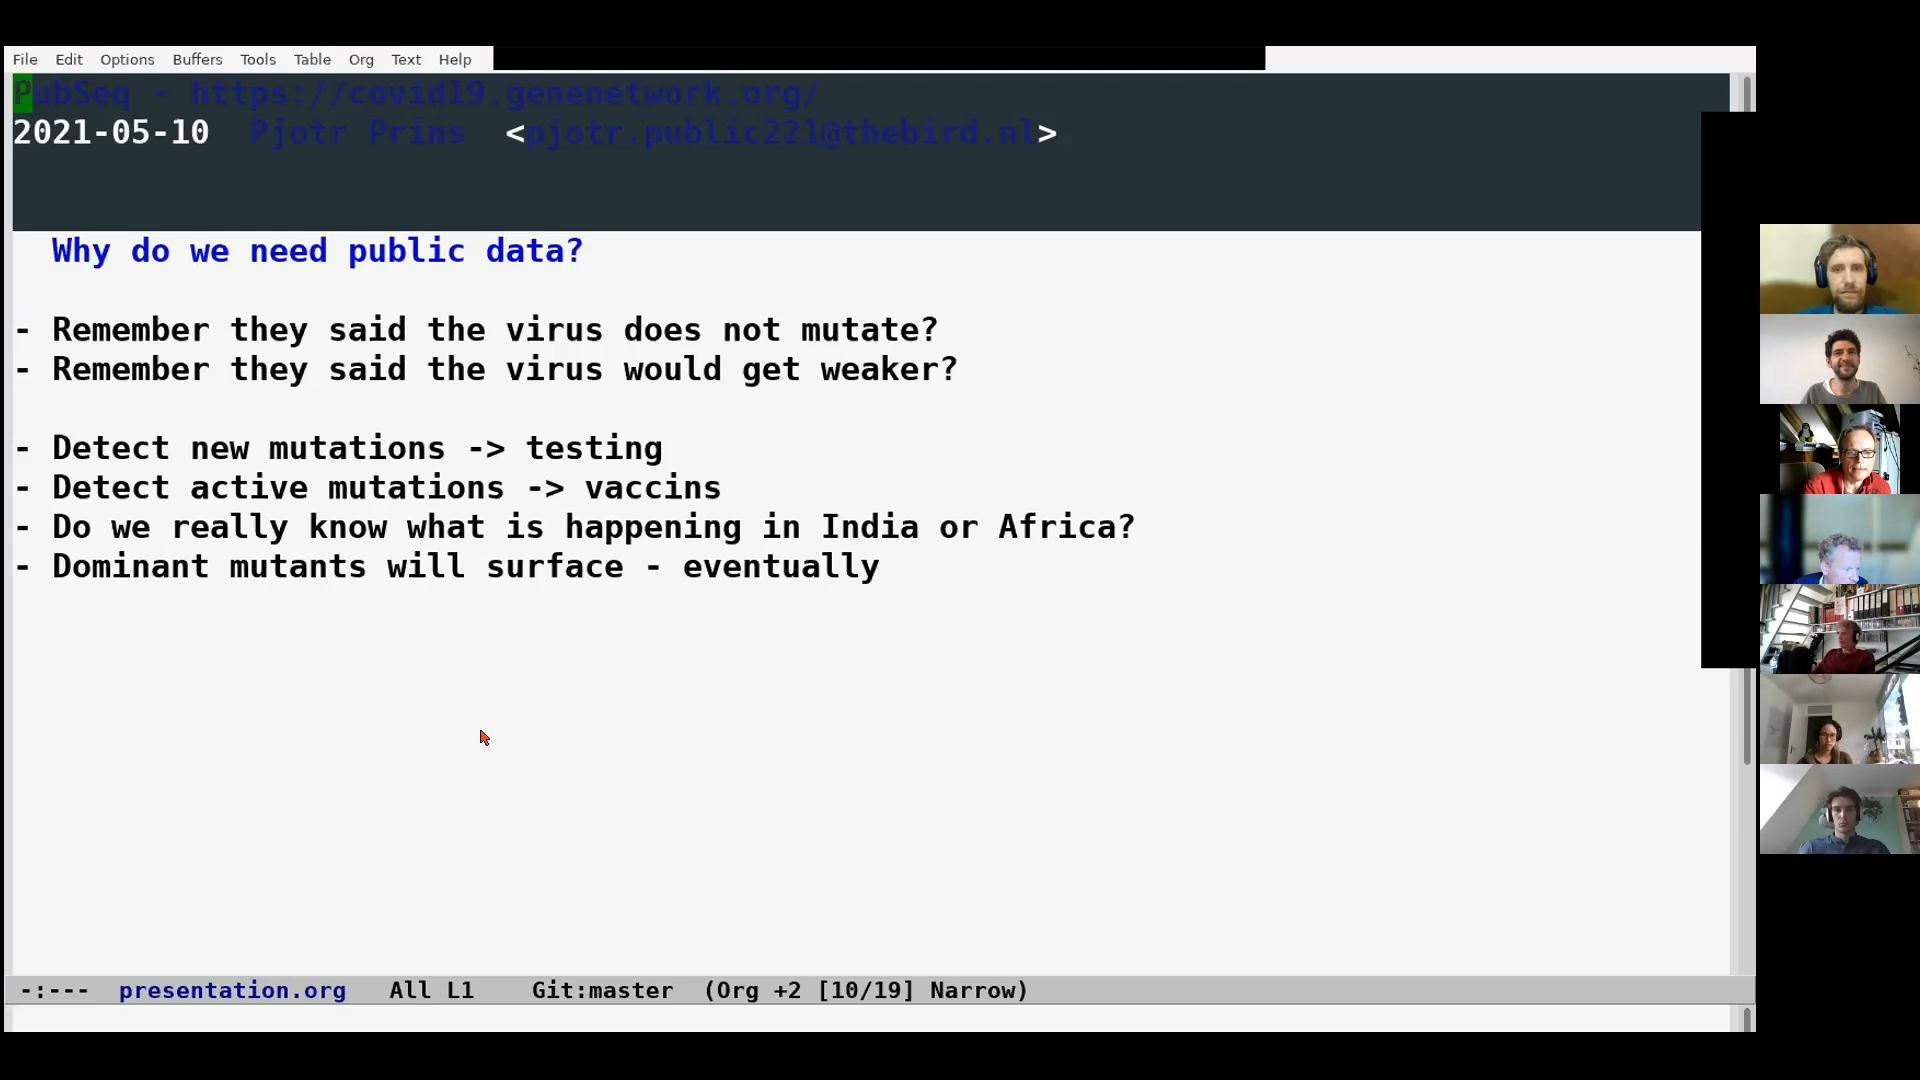 File Edit Options Buffers Tools Table Org Text Help
PubSeq - https://covid19.genenetwork.org/
2021-05-10 Pjotr Prins <pjotr.public221@thebird.nl>
Why do we need public data?
- Remember they said the virus does not mutate?
- Remember they said the virus would get weaker?
- Detect new mutations -> testing
- Detect active mutations -> vaccins
- Do we really know what is happening in India or Africa?
- Dominant mutants will surface - eventually
-:--- presentation.org All L1 Git:master (Org +2 [10/19] Narrow)